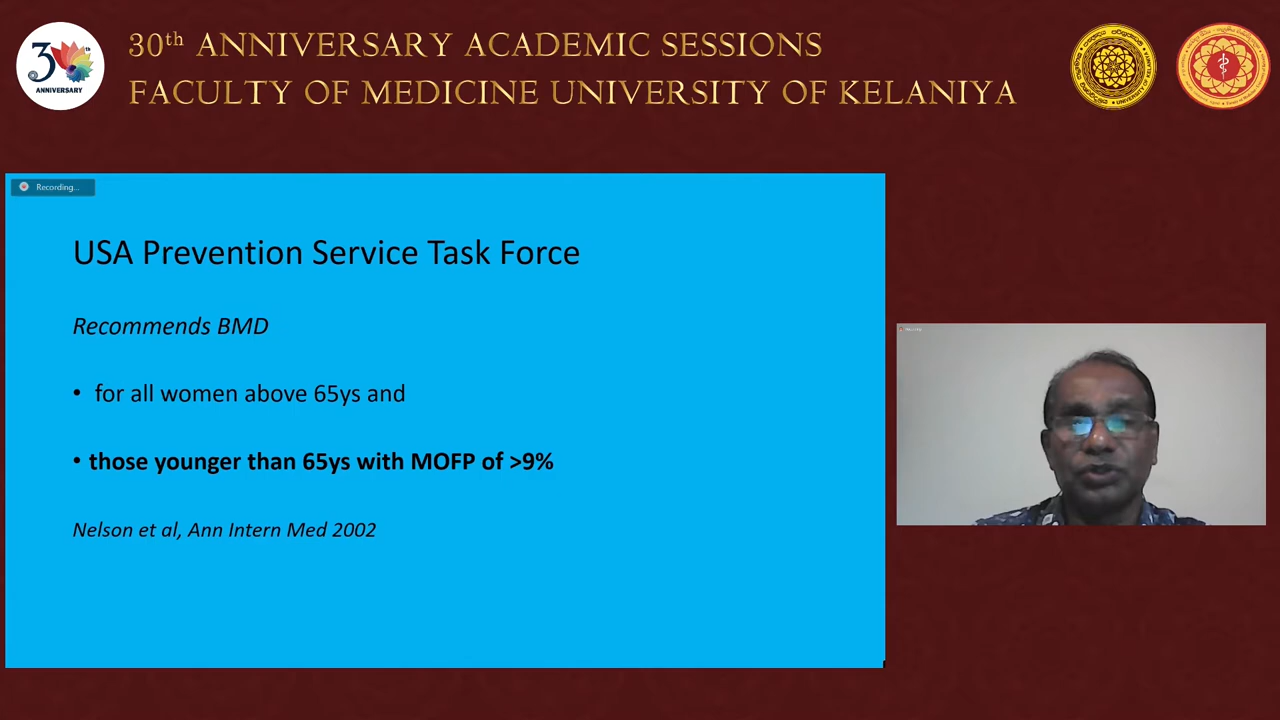 30th ANNIVERSARY
30th ANNIVERSARY ACADEMIC SESSIONS
FACULTY OF MEDICINE UNIVERSITY OF KELANIYA
Recording...
USA Prevention Service Task Force
Recommends BMD
• for all women above 65ys and
• those younger than 65ys with MOFP of >9%
Nelson et al, Ann Intern Med 2002